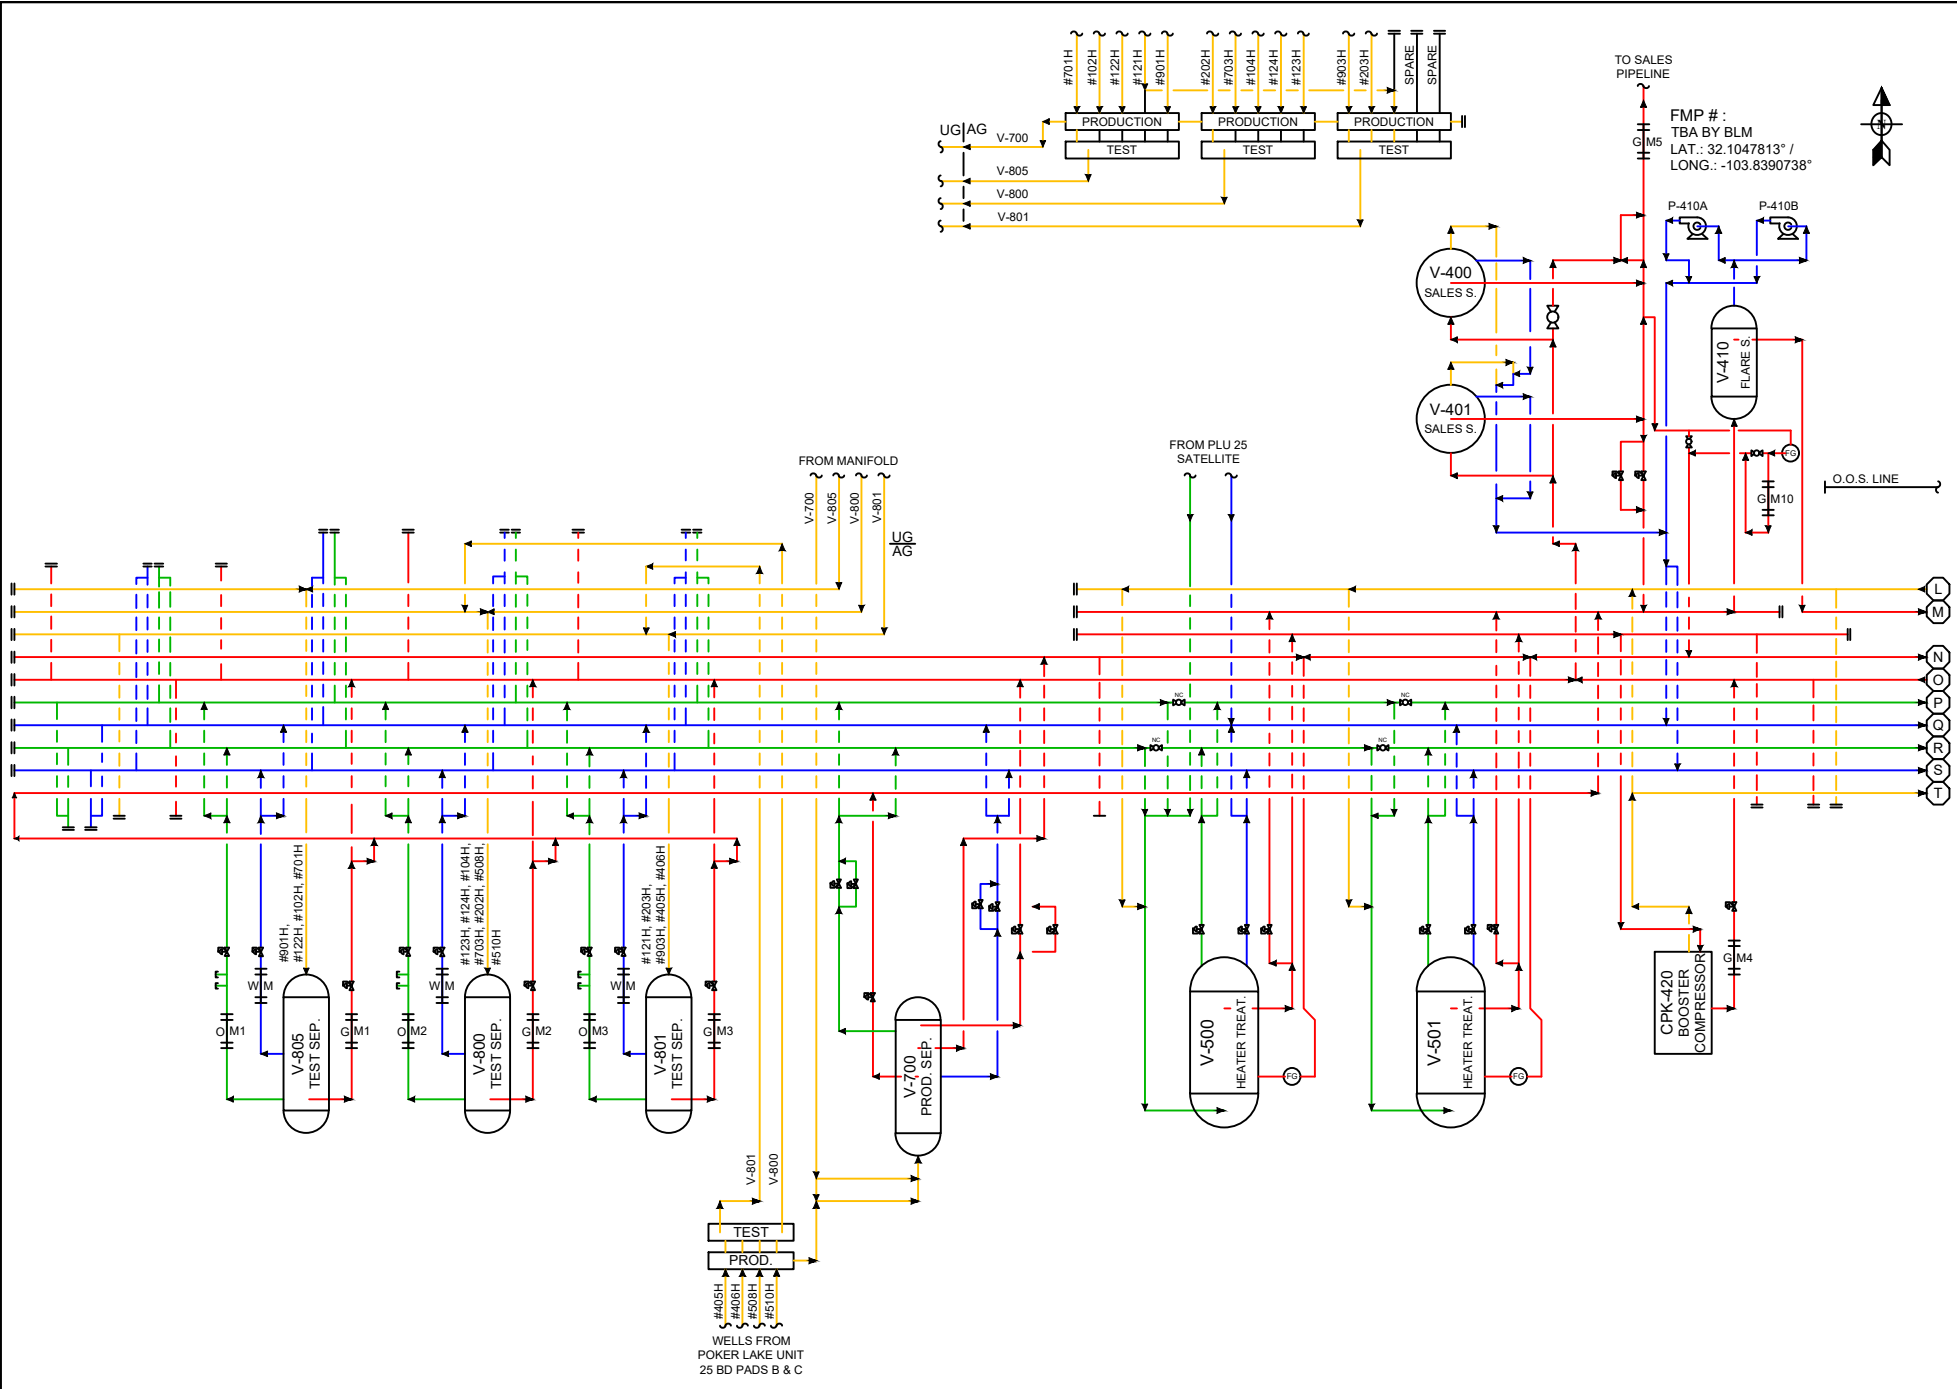 #701H
#102H
#122H
#121H
#901H
#202H
#703H
#104H
#124H
#123H
#903H
#203H
SPARE
SPARE
PRODUCTION
PRODUCTION
PRODUCTION
TEST
TEST
TEST
UG
AG
V-700
V-805
V-800
V-801
TO SALES
PIPELINE
G M5
FMP # :
TBA BY BLM
LAT.: 32.1047813° /
LONG.: -103.8390738°
N
P-410A
P-410B
V-400
SALES S.
V-401
SALES S.
V-410
FLARE S.
FG
G M10
O.O.S. LINE
FROM MANIFOLD
V-700
V-805
V-800
V-801
UG
AG
FROM PLU 25
SATELLITE
NC
NC
NC
NC
L
M
N
O
P
Q
R
S
T
#901H,
#122H, #102H, #701H
#123H, #124H, #104H,
#703H, #202H, #508H,
#510H
#121H, #203H,
#903H, #405H, #406H
W M
W M
W M
O M1
G M1
O M2
G M2
O M3
G M3
V-805
TEST SEP.
V-800
TEST SEP.
V-801
TEST SEP.
V-700
PROD. SEP.
V-500
HEATER TREAT.
FG
V-501
HEATER TREAT.
FG
CPK-420
BOOSTER
COMPRESSOR
G M4
V-801
V-800
TEST
PROD.
#405H
#406H
#508H
#510H
WELLS FROM
POKER LAKE UNIT
25 BD PADS B & C